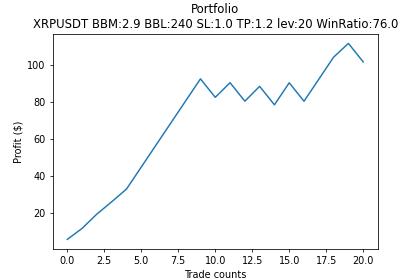 Portfolio
XRPUSDT BBM:2.9 BBL:240 SL:1.0 TP:1.2 lev:20 WinRatio:76.0
Profit ($)
100
80
60
40
20
0.0 2.5 5.0 7.5 10.0 12.5 15.0 17.5 20.0
Trade counts